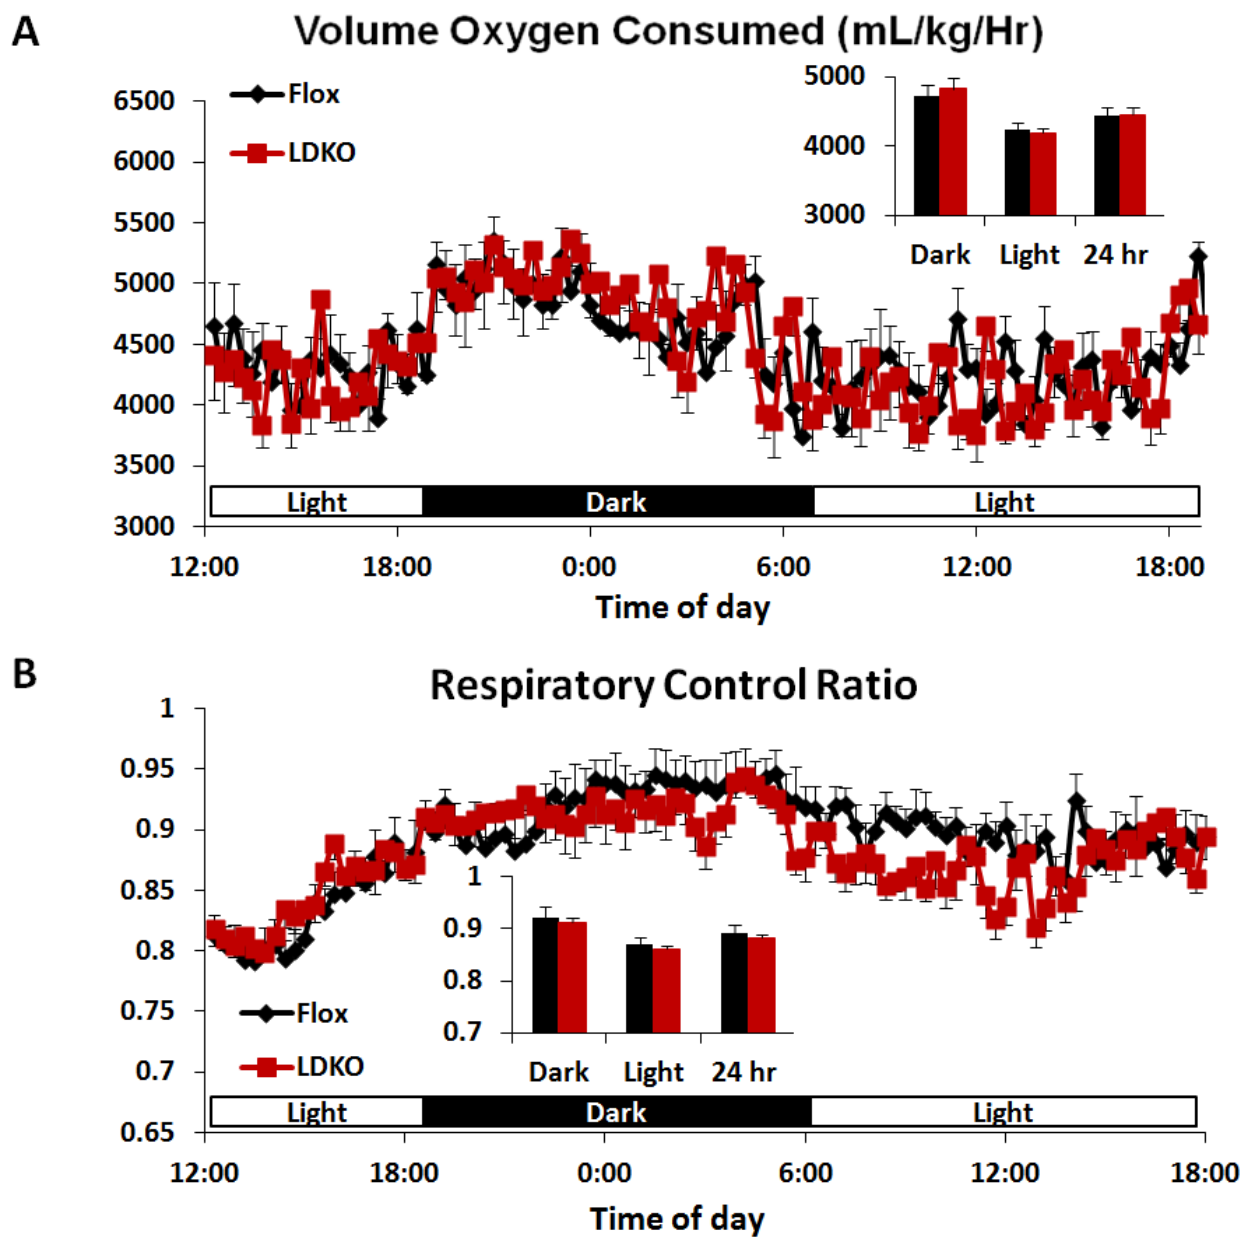 A
Volume Oxygen Consumed (mL/kg/Hr)
Flox
LDKO
6500
6000
5500
5000
4500
4000
3500
3000
5000
4000
3000
Dark Light 24 hr
Light Dark Light
12:00 18:00 0:00 6:00 12:00 18:00
Time of day
B
Respiratory Control Ratio
1
0.95
0.9
0.85
0.8
0.75
0.7
0.65
1
0.9
0.8
0.7
Dark Light 24 hr
Flox
LDKO
Light Dark Light
12:00 18:00 0:00 6:00 12:00 18:00
Time of day